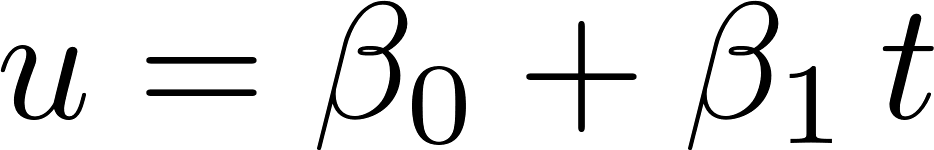 u = β₀ + β₁ t